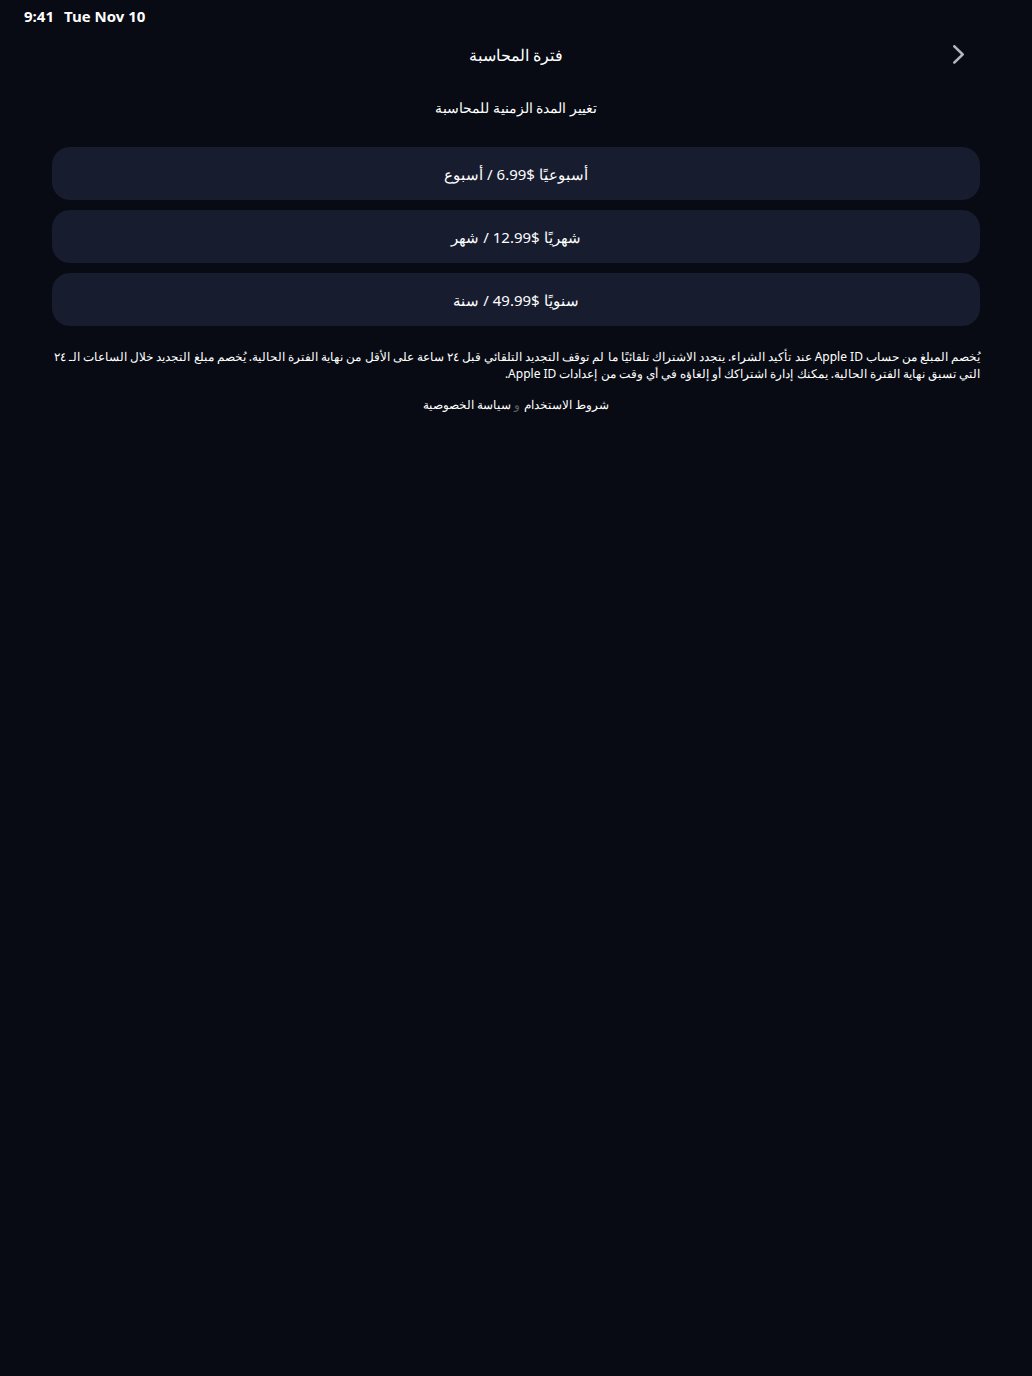 9:41 Tue Nov 10
فترة المحاسبة
تغيير المدة الزمنية للمحاسبة
أسبوعيًا $6.99 / أسبوع
شهريًا $12.99 / شهر
سنويًا $49.99 / سنة
يُخصم المبلغ من حساب Apple ID عند تأكيد الشراء. يتجدد الاشتراك تلقائيًا ما لم توقف التجديد التلقائي قبل ٢٤ ساعة على الأقل من نهاية الفترة الحالية. يُخصم مبلغ التجديد خلال الساعات الـ ٢٤
التي تسبق نهاية الفترة الحالية. يمكنك إدارة اشتراكك أو إلغاؤه في أي وقت من إعدادات Apple ID.
شروط الاستخدام و سياسة الخصوصية